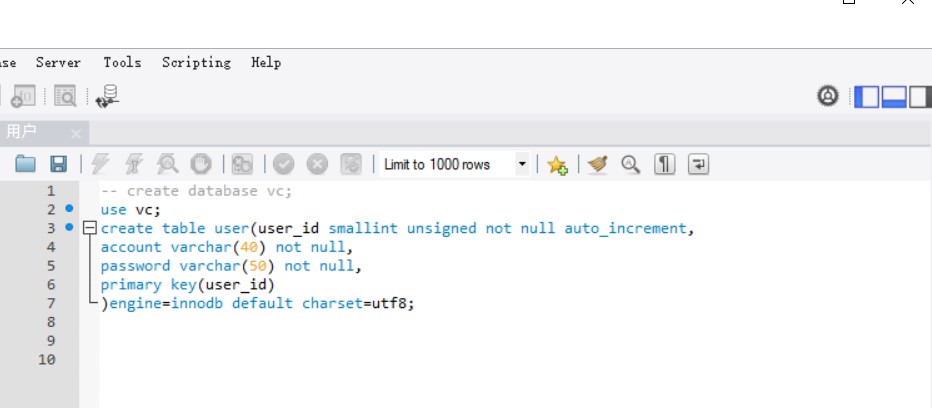 Server Tools Scripting Help
用户
Limit to 1000 rows
1 -- create database vc;
2 use vc;
3 create table user(user_id smallint unsigned not null auto_increment,
4 account varchar(40) not null,
5 password varchar(50) not null,
6 primary key(user_id)
7 )engine=innodb default charset=utf8;
8
9
10